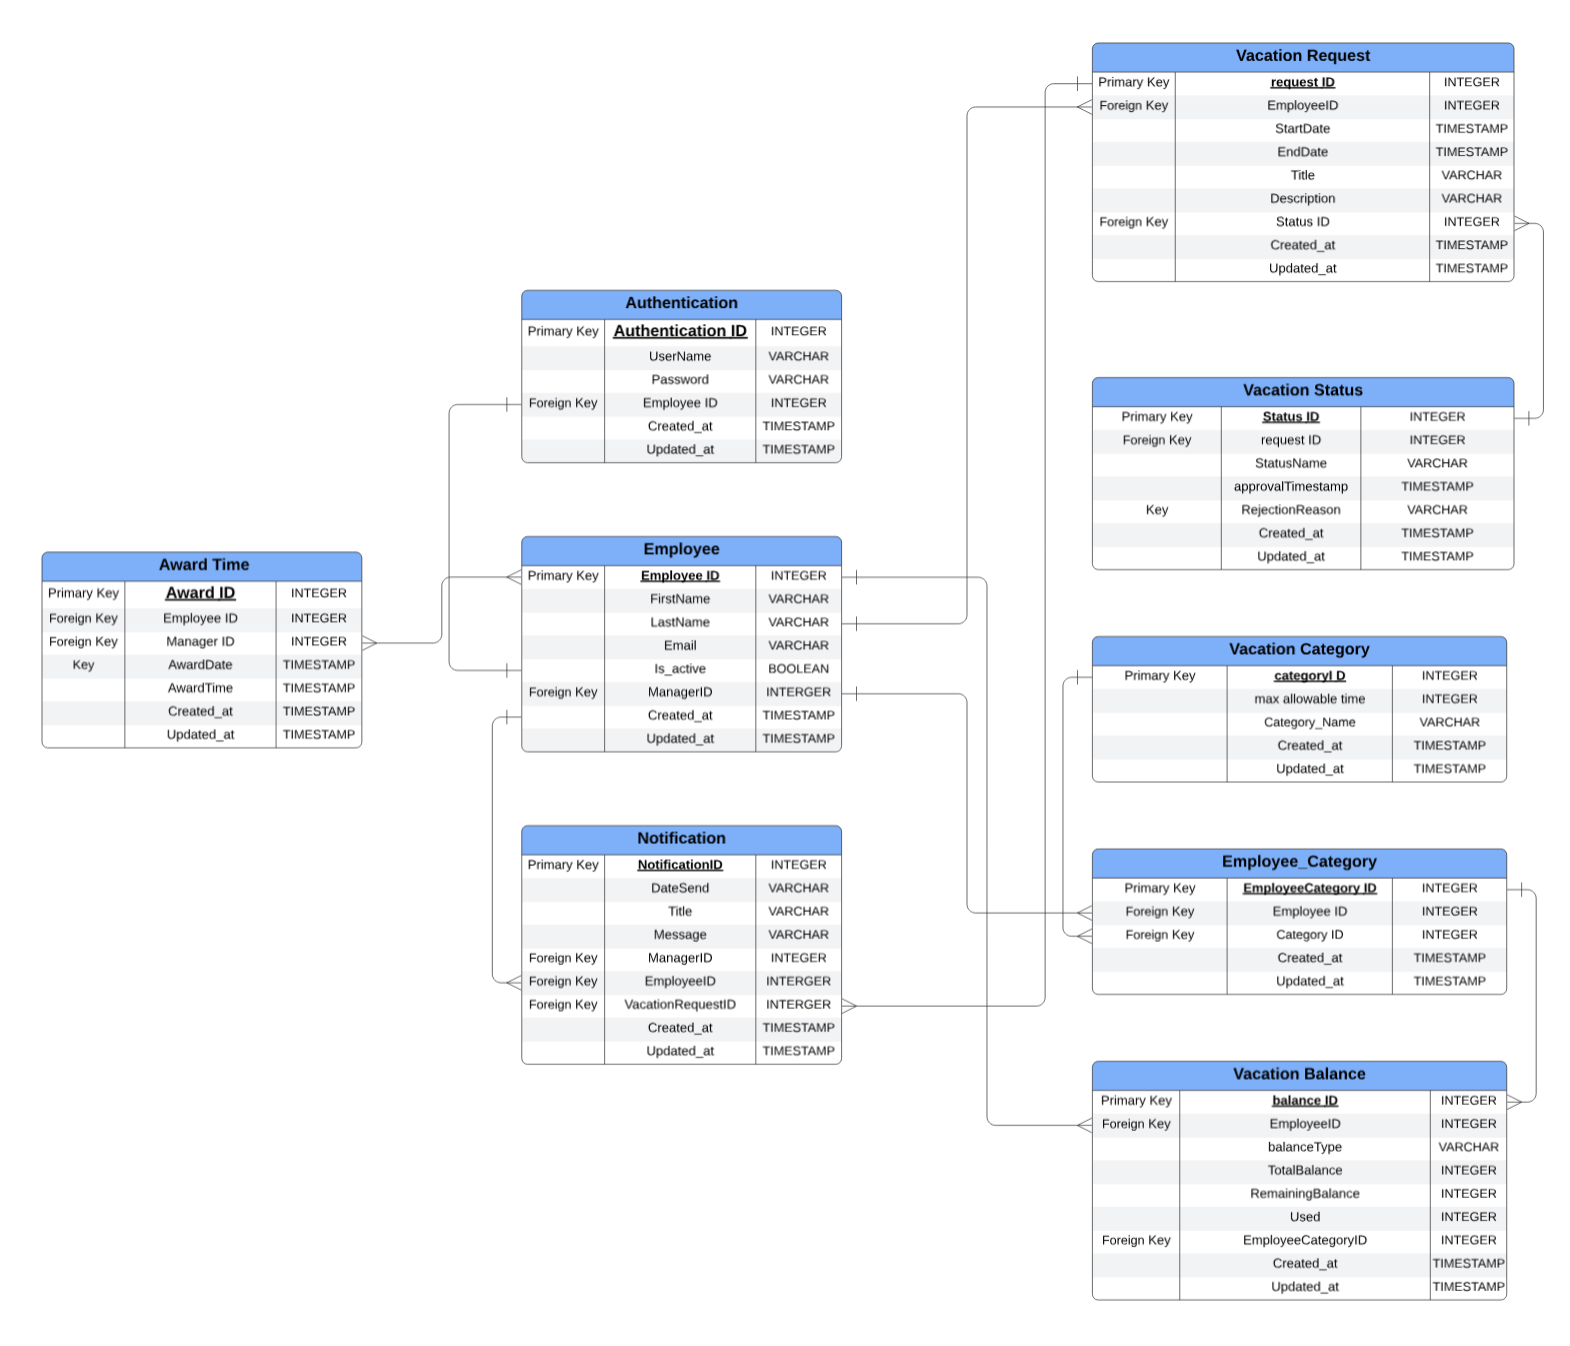 Vacation Request
Primary Key request ID INTEGER
Foreign Key EmployeeID INTEGER
StartDate TIMESTAMP
EndDate TIMESTAMP
Title VARCHAR
Description VARCHAR
Foreign Key Status ID INTEGER
Created_at TIMESTAMP
Updated_at TIMESTAMP
Authentication
Primary Key Authentication ID INTEGER
UserName VARCHAR
Password VARCHAR
Foreign Key Employee ID INTEGER
Created_at TIMESTAMP
Updated_at TIMESTAMP
Vacation Status
Primary Key Status ID INTEGER
Foreign Key request ID INTEGER
StatusName VARCHAR
approvalTimestamp TIMESTAMP
Key RejectionReason VARCHAR
Created_at TIMESTAMP
Updated_at TIMESTAMP
Award Time
Primary Key Award ID INTEGER
Foreign Key Employee ID INTEGER
Foreign Key Manager ID INTEGER
Key AwardDate TIMESTAMP
AwardTime TIMESTAMP
Created_at TIMESTAMP
Updated_at TIMESTAMP
Employee
Primary Key Employee ID INTEGER
FirstName VARCHAR
LastName VARCHAR
Email VARCHAR
Is_active BOOLEAN
Foreign Key ManagerID INTERGER
Created_at TIMESTAMP
Updated_at TIMESTAMP
Vacation Category
Primary Key categoryI D INTEGER
max allowable time INTEGER
Category_Name VARCHAR
Created_at TIMESTAMP
Updated_at TIMESTAMP
Notification
Primary Key NotificationID INTEGER
DateSend VARCHAR
Title VARCHAR
Message VARCHAR
Foreign Key ManagerID INTEGER
Foreign Key EmployeeID INTERGER
Foreign Key VacationRequestID INTERGER
Created_at TIMESTAMP
Updated_at TIMESTAMP
Employee_Category
Primary Key EmployeeCategory ID INTEGER
Foreign Key Employee ID INTEGER
Foreign Key Category ID INTEGER
Created_at TIMESTAMP
Updated_at TIMESTAMP
Vacation Balance
Primary Key balance ID INTEGER
Foreign Key EmployeeID INTEGER
balanceType VARCHAR
TotalBalance INTEGER
RemainingBalance INTEGER
Used INTEGER
Foreign Key EmployeeCategoryID INTEGER
Created_at TIMESTAMP
Updated_at TIMESTAMP